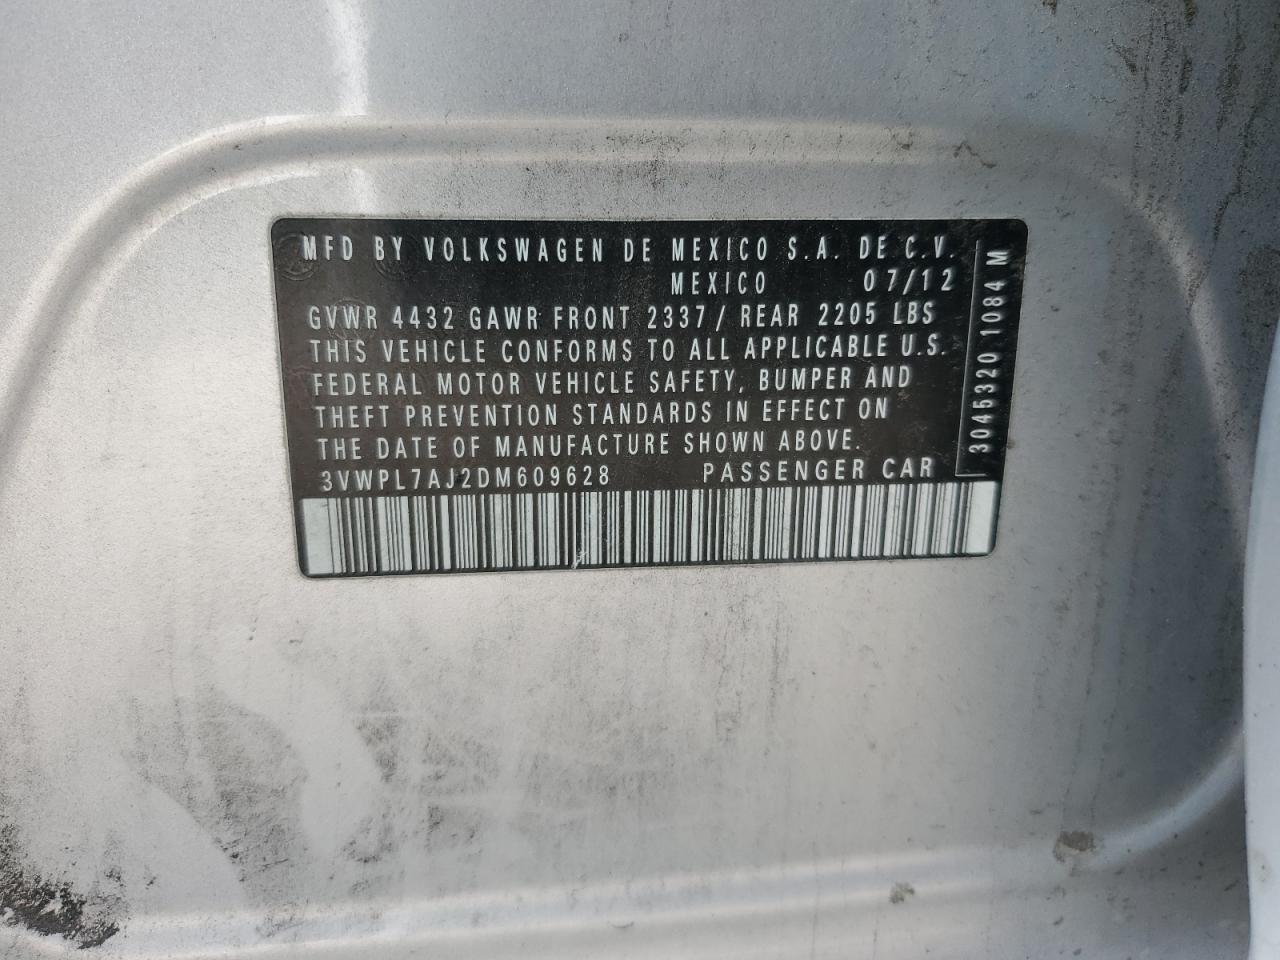 MFD BY VOLKSWAGEN DE MEXICO S.A. DE C.V.
MEXICO 07/12
GVWR 4432 GAWR FRONT 2337/ REAR 2205 LBS
THIS VEHICLE CONFORMS TO ALL APPLICABLE U.S.
FEDERAL MOTOR VEHICLE SAFETY, BUMPER AND
THEFT PREVENTION STANDARDS IN EFFECT ON
THE DATE OF MANUFACTURE SHOWN ABOVE.
3VWPL7AJ2DM609628 PASSENGER CAR
3045320 1084 M